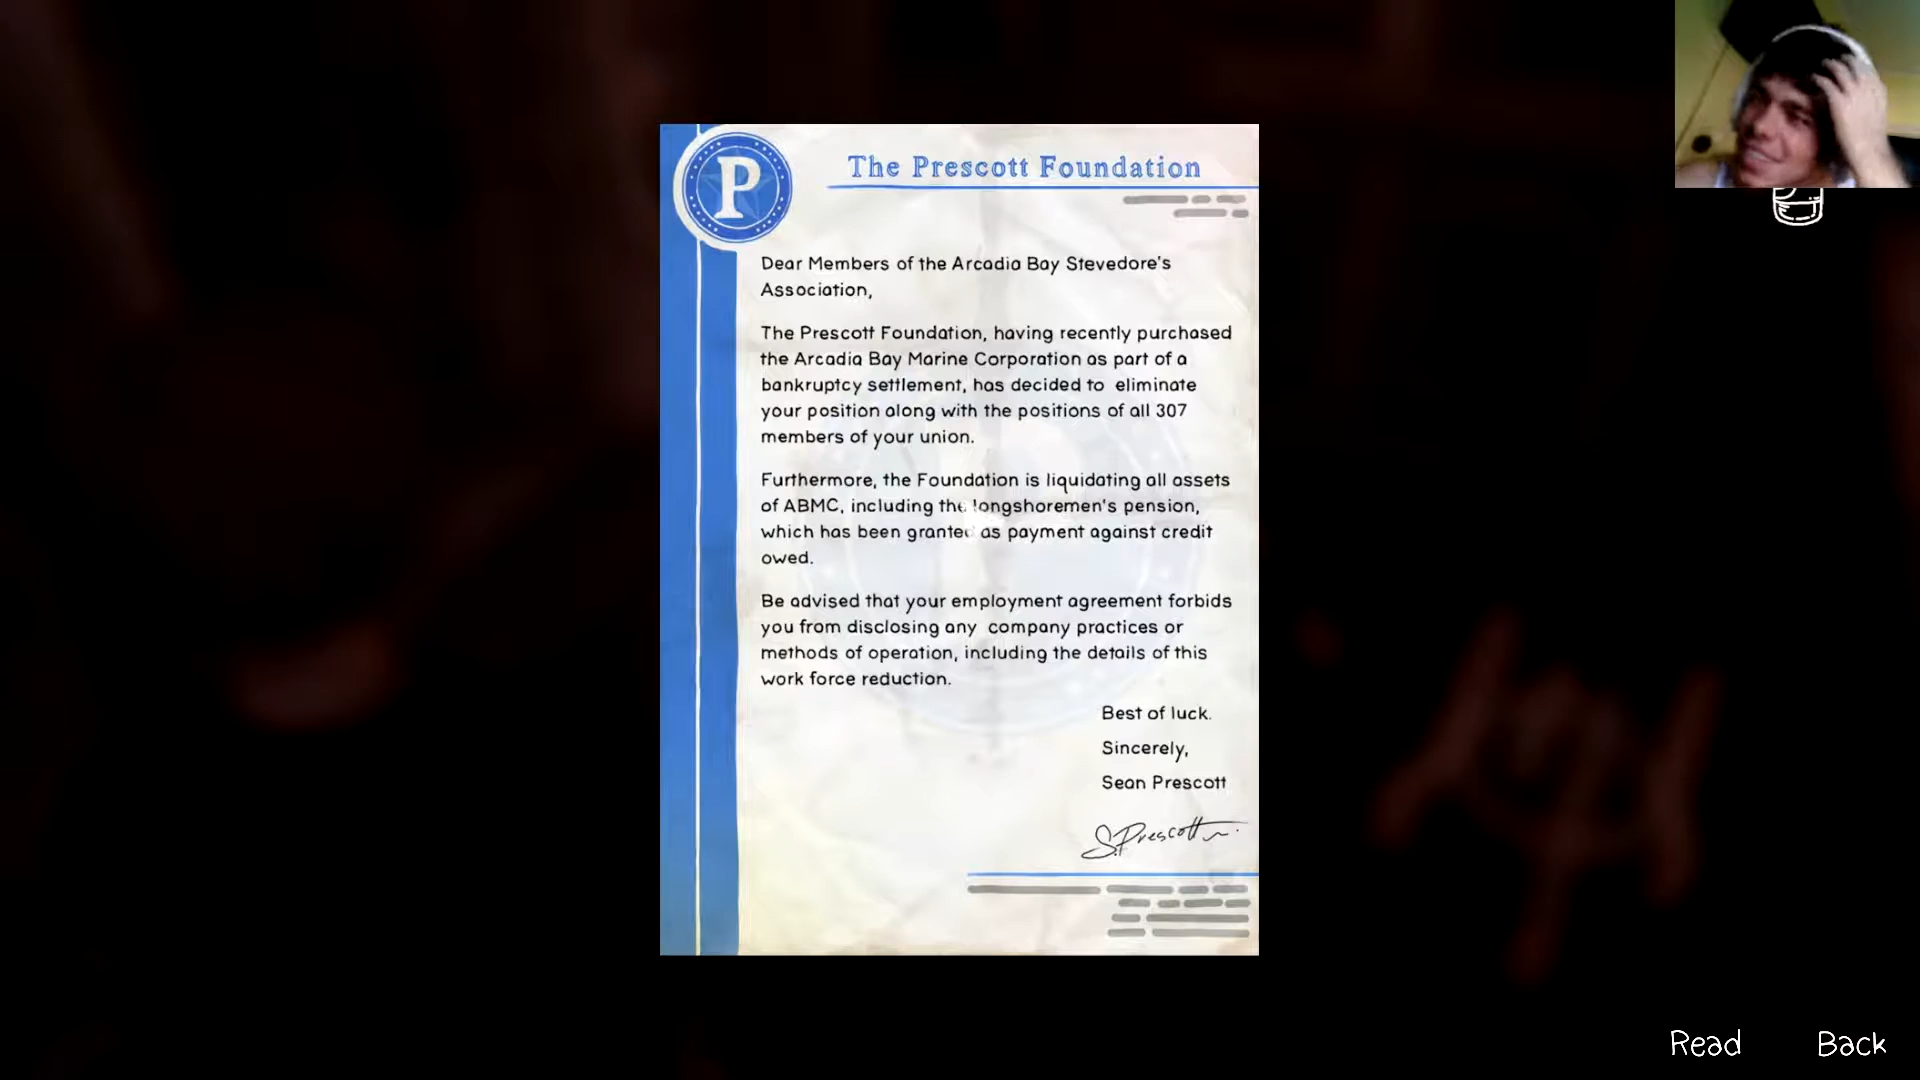 P
The Prescott Foundation
Dear Members of the Arcadia Bay Stevedore's
Association,
The Prescott Foundation, having recently purchased
the Arcadia Bay Marine Corporation as part of a
bankruptcy settlement, has decided to eliminate
your position along with the positions of all 307
members of your union.
Furthermore, the Foundation is liquidating all assets
of ABMC, including the longshoremen's pension,
which has been granted as payment against credit
owed.
Be advised that your employment agreement forbids
you from disclosing any company practices or
methods of operation, including the details of this
work force reduction.
Best of luck.
Sincerely,
Sean Prescott
S.Prescott
Read Back